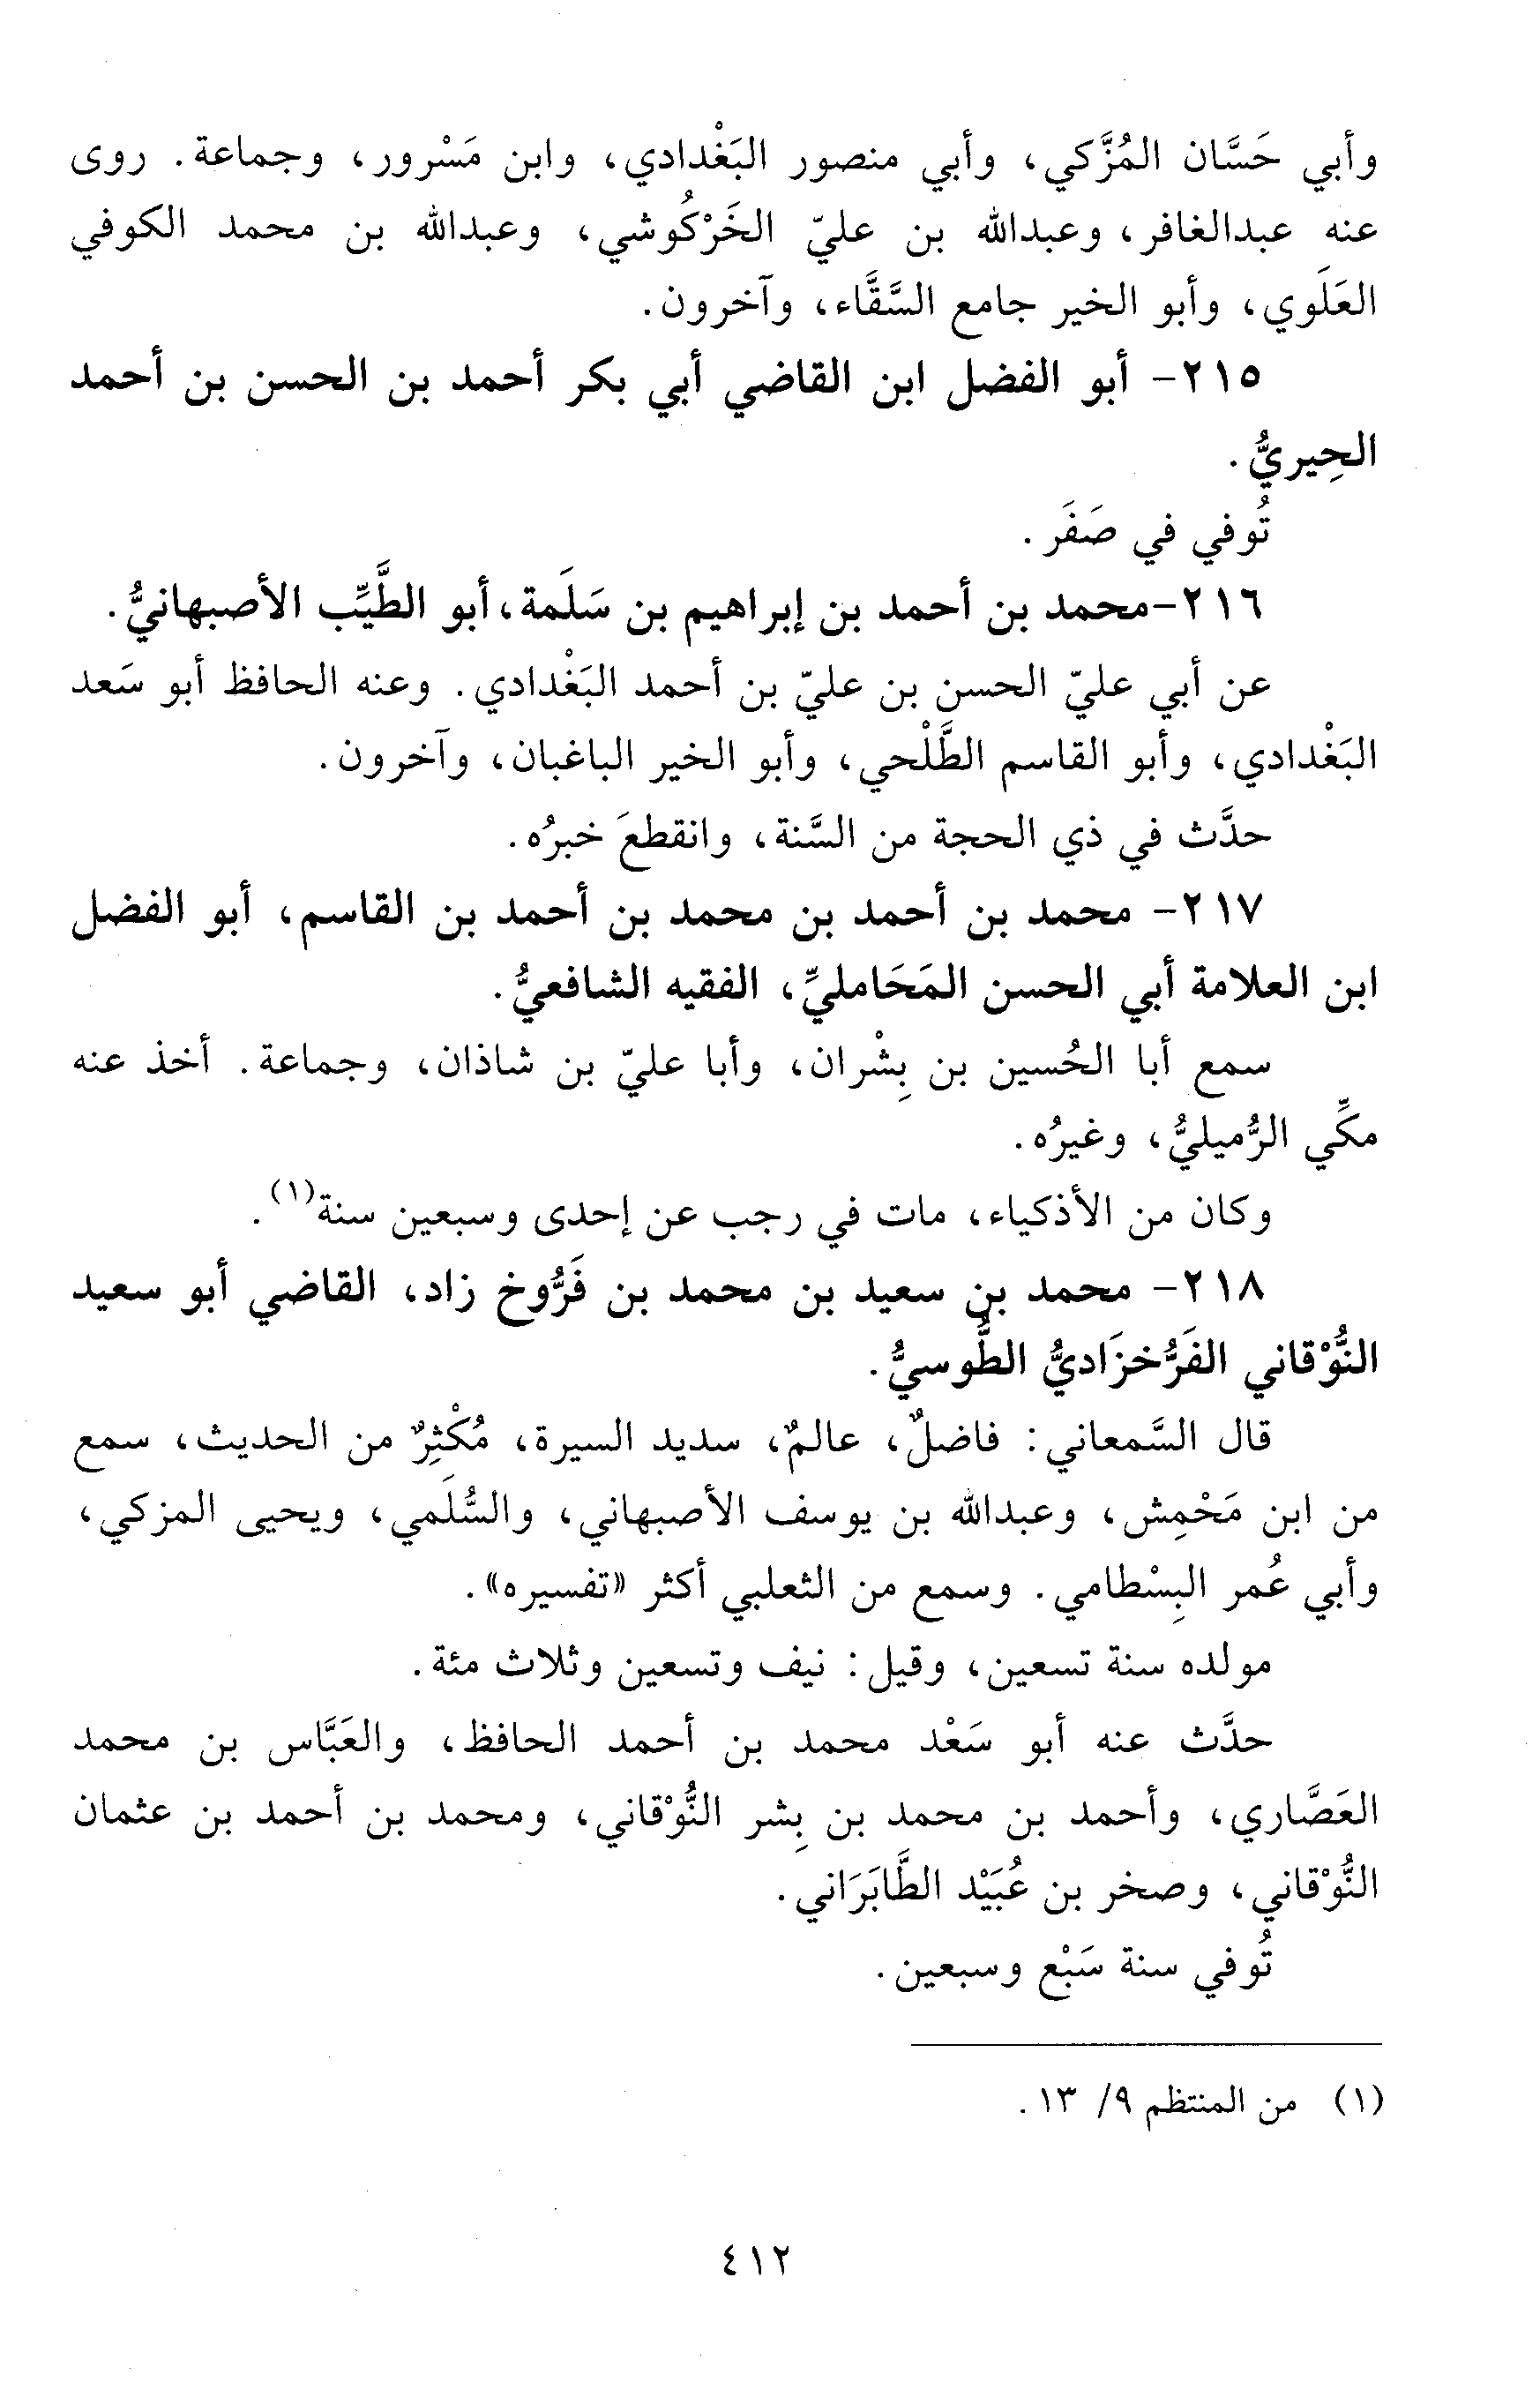 وأبي حَسَّان المُزَّكي، وأبي منصور البَغْدادي، وابن مَسْرور، وجماعة. روى
عنه عبدالغافر، وعبدالله بن عليّ الخَرْكُوشي، وعبدالله بن محمد الكوفي
العَلَوي، وأبو الخير جامع السَّقَّاء، وآخرون.
٢١٥- أبو الفضل ابن القاضي أبي بكر أحمد بن الحسن بن أحمد
الحِيريُّ.
تُوفي في صَفَر.
٢١٦-محمد بن أحمد بن إبراهيم بن سَلَمة، أبو الطَّيِّب الأصبهانيُّ.
عن أبي عليّ الحسن بن عليّ بن أحمد البَغْدادي. وعنه الحافظ أبو سَعد
البَغْدادي، وأبو القاسم الطَّلْحي، وأبو الخير الباغبان، وآخرون.
حدَّث في ذي الحجة من السَّنة، وانقطعَ خبرُه.
٢١٧- محمد بن أحمد بن محمد بن أحمد بن القاسم، أبو الفضل
ابن العلامة أبي الحسن المَحَامليِّ، الفقيه الشافعيُّ.
سمع أبا الحُسين بن بِشْران، وأبا عليّ بن شاذان، وجماعة. أخذ عنه
مكِّي الرُّميليُّ، وغيرُه.
وكان من الأذكياء، مات في رجب عن إحدى وسبعين سنة(١).
٢١٨- محمد بن سعيد بن محمد بن فَرُّوخ زاد، القاضي أبو سعيد
النُّوْقاني الفَرُّخزَاديُّ الطُّوسيُّ.
قال السَّمعاني: فاضلٌ، عالمٌ، سديد السيرة، مُكْثِرٌ من الحديث، سمع
من ابن مَحْمِش، وعبدالله بن يوسف الأصبهاني، والسُّلَمي، ويحيى المزكي،
وأبي عُمر البِسْطامي. وسمع من الثعلبي أكثر «تفسيره».
مولده سنة تسعين، وقيل: نيف وتسعين وثلاث مئة.
حدَّث عنه أبو سَعْد محمد بن أحمد الحافظ، والعَبَّاس بن محمد
العَصَّاري، وأحمد بن محمد بن بِشر النُّوْقاني، ومحمد بن أحمد بن عثمان
النُّوْقاني، وصخر بن عُبَيْد الطَّابَرَاني.
تُوفي سنة سَبْع وسبعين.
(١) من المنتظم ٩/ ١٣.
٤١٢